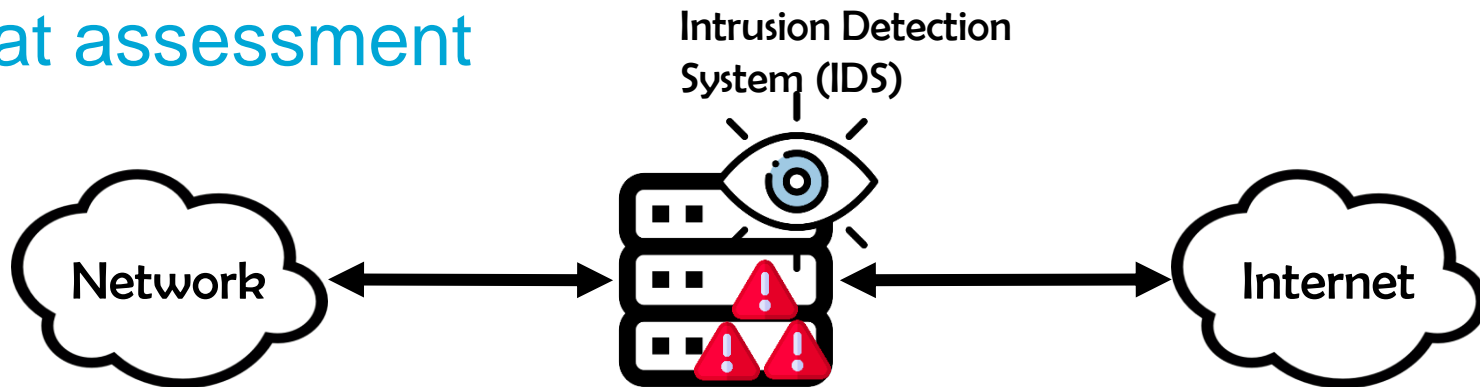 at assessment
Intrusion Detection
System (IDS)
Network
Internet